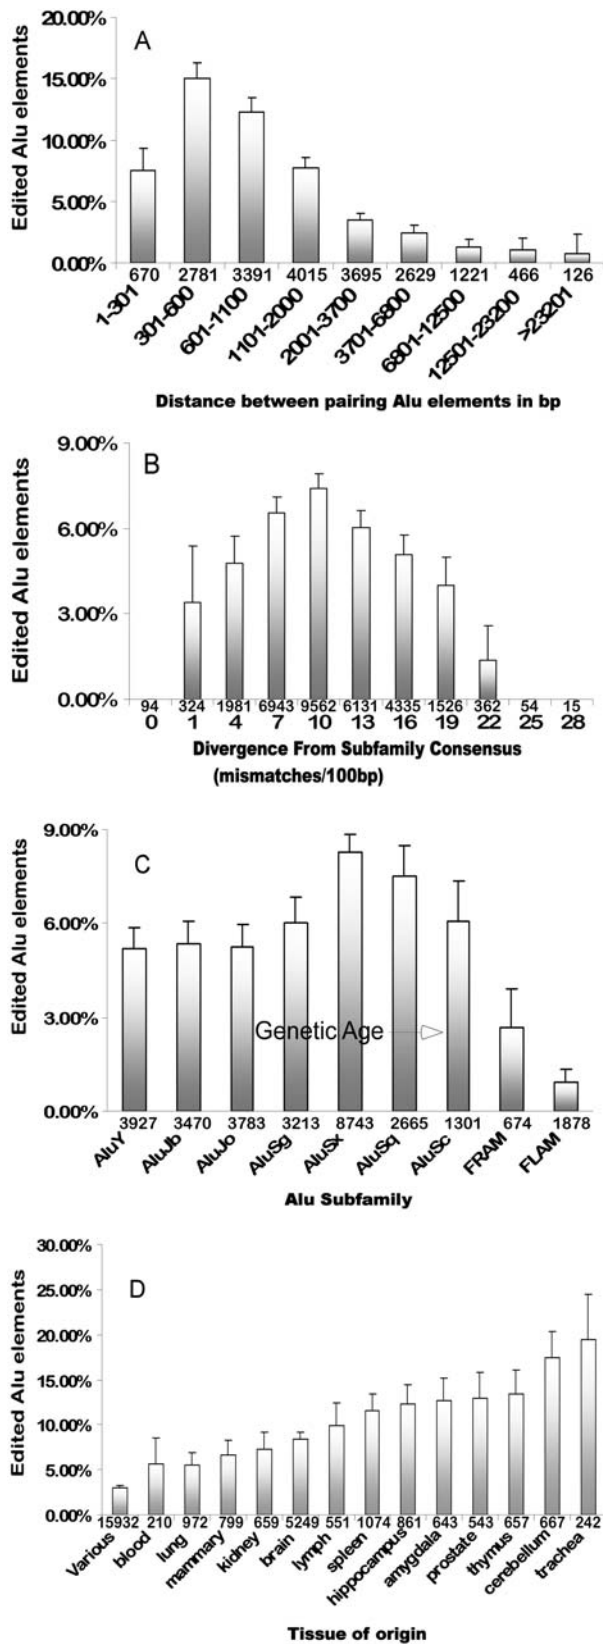 A
Edited Alu elements
20.00%
15.00%
10.00%
5.00%
0.00%
670 2781 3391 4015 3695 2629 1221 466 126
1-301 301-600 601-1100 1101-2000 2001-3700 3701-6800 6801-12500 12501-23200 >23201
Distance between pairing Alu elements in bp
B
Edited Alu elements
9.00%
6.00%
3.00%
0.00%
94 324 1981 6943 9562 6131 4335 1526 362 54 15
0 1 4 7 10 13 16 19 22 25 28
Divergence From Subfamily Consensus
(mismatches/100bp)
C
Edited Alu elements
9.00%
6.00%
3.00%
0.00%
Genetic Age
3927 3470 3783 3213 8743 2665 1301 674 1878
AluY AluJb AluJo AluSg AluSx AluSq AluSc FRAM FLAM
Alu Subfamily
D
Edited Alu elements
30.00%
25.00%
20.00%
15.00%
10.00%
5.00%
0.00%
15932 210 972 799 659 5249 551 1074 861 643 543 657 667 242
Various blood lung mammary kidney brain lymph spleen hippocampus amygdala prostate thymus cerebellum trachea
Tissue of origin